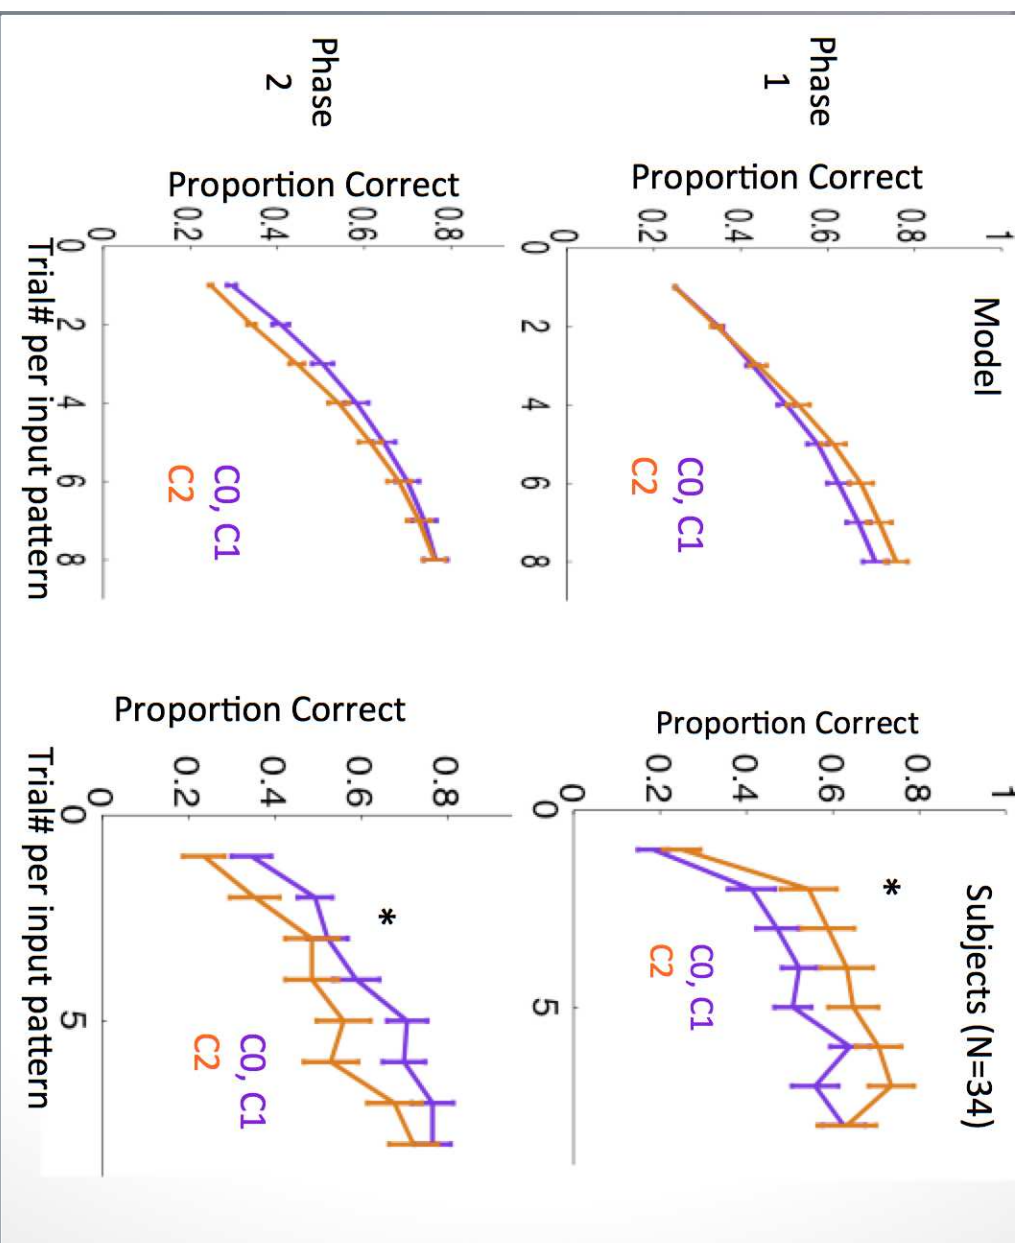 Model
Subjects (N=34)
Phase
1
Proportion Correct
1
0.8
0.6
0.4
0.2
0
0
2
4
6
8
C0, C1
C2
Proportion Correct
1
0.8
0.6
0.4
0.2
0
0
5
*
C0, C1
C2
Phase
2
Proportion Correct
0.8
0.6
0.4
0.2
0
0
2
4
6
8
C0, C1
C2
Trial# per input pattern
Proportion Correct
0.8
0.6
0.4
0.2
0
0
5
*
C0, C1
C2
Trial# per input pattern